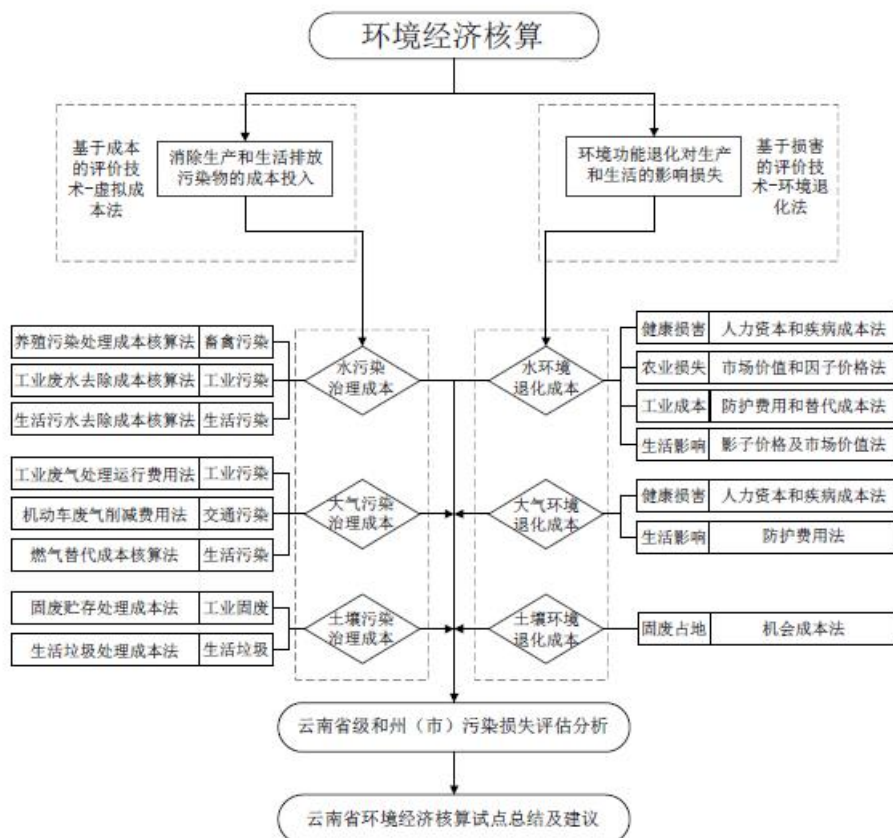 环境经济核算
基于成本
的评价技
术-虚拟成
本法
消除生产和生活排放
污染物的成本投入
环境功能退化对生产
和生活的影响损失
基于损害
的评价技
术-环境退
化法
养殖污染处理成本核算法 畜禽污染
工业废水去除成本核算法 工业污染
生活污水去除成本核算法 生活污染
水污染
治理成本
水环境
退化成本
健康损害 人力资本和疾病成本法
农业损失 市场价值和因子价格法
工业成本 防护费用和替代成本法
生活影响 影子价格及市场价值法
工业废气处理运行费用法 工业污染
机动车废气削减费用法 交通污染
燃气替代成本核算法 生活污染
大气污染
治理成本
大气环境
退化成本
健康损害 人力资本和疾病成本法
生活影响 防护费用法
固废贮存处理成本法 工业固废
生活垃圾处理成本法 生活垃圾
土壤污染
治理成本
土壤环境
退化成本
固废占地 机会成本法
云南省级和州（市）污染损失评估分析
云南省环境经济核算试点总结及建议